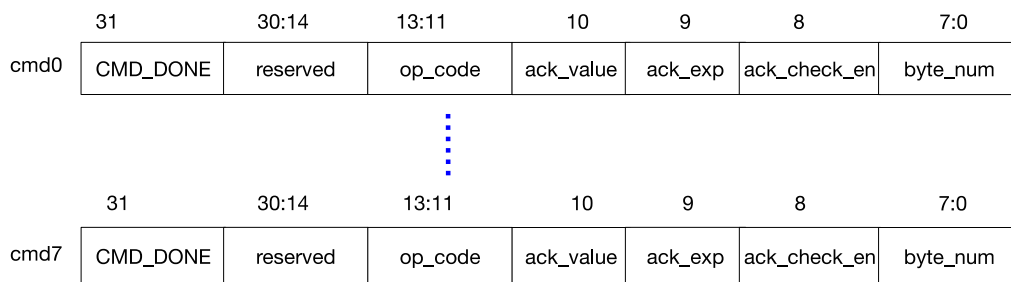 31 30:14 13:11 10 9 8 7:0
cmd0 CMD_DONE reserved op_code ack_value ack_exp ack_check_en byte_num
31 30:14 13:11 10 9 8 7:0
cmd7 CMD_DONE reserved op_code ack_value ack_exp ack_check_en byte_num